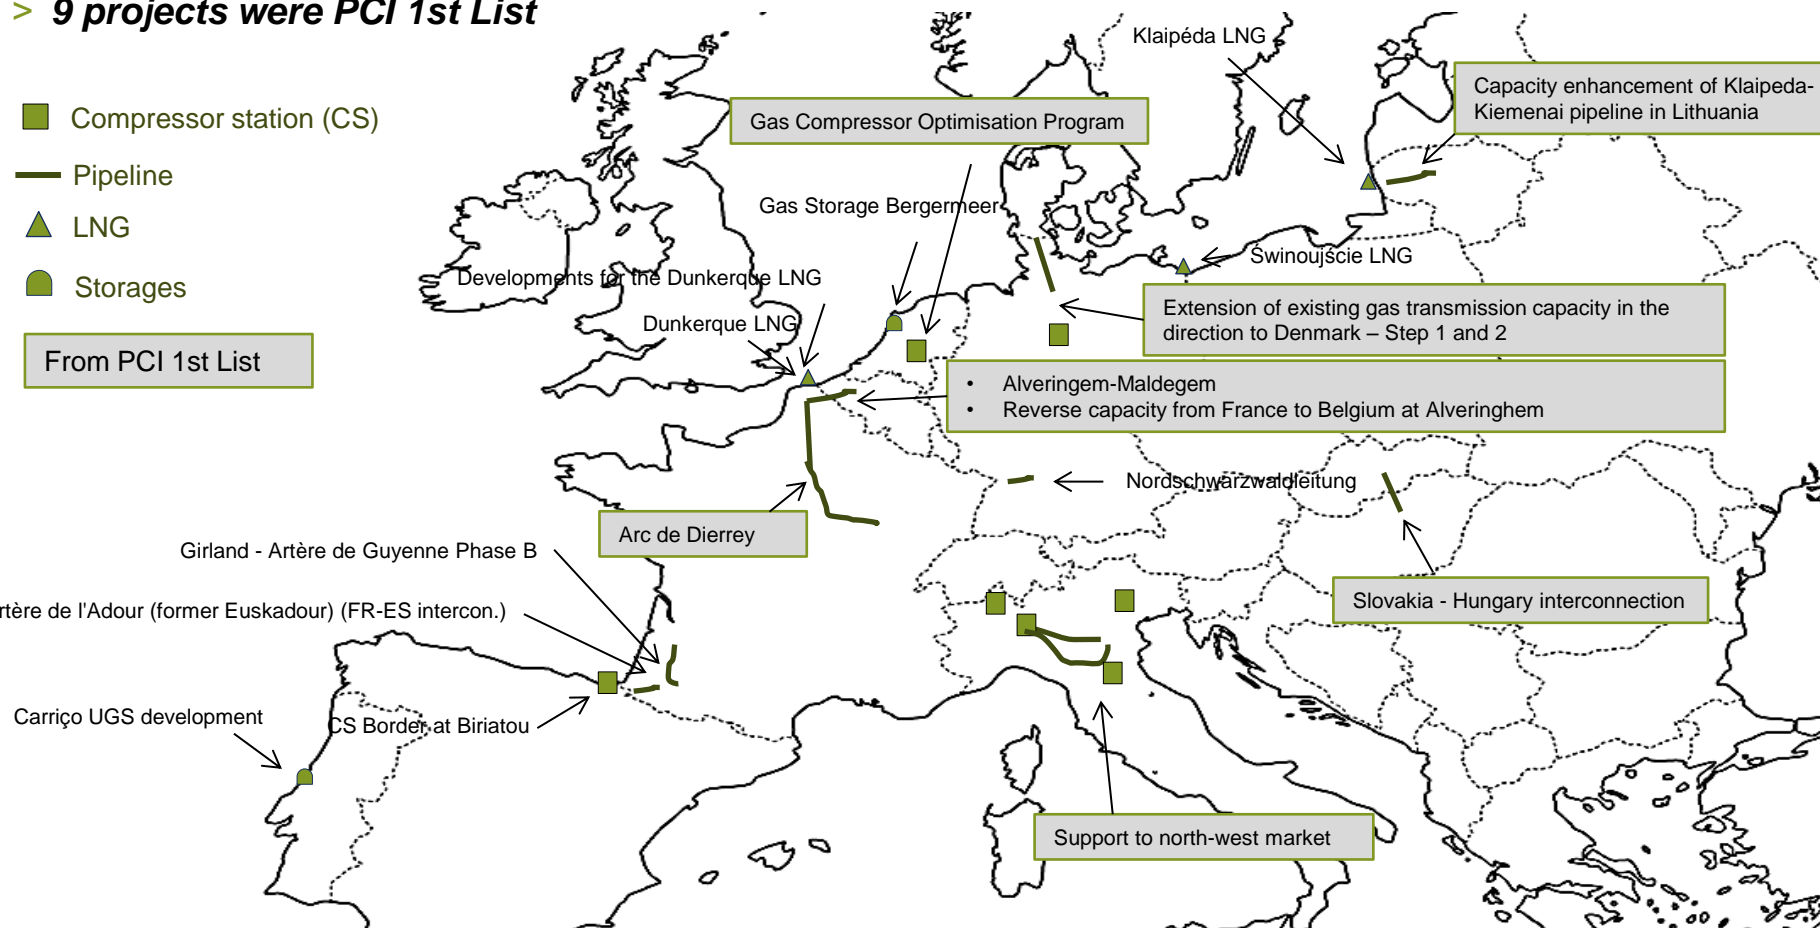 > 9 projects were PCI 1st List
Klaipéda LNG
Capacity enhancement of Klaipeda-
Kiemenai pipeline in Lithuania
Compressor station (CS)
Gas Compressor Optimisation Program
Pipeline
Gas Storage Bergermeer
LNG
Świnoujście LNG
Developments for the Dunkerque LNG
Storages
Extension of existing gas transmission capacity in the
direction to Denmark – Step 1 and 2
Dunkerque LNG
From PCI 1st List
• Alveringem-Maldegem
• Reverse capacity from France to Belgium at Alveringhem
Nordschwarzwaldleitung
Arc de Dierrey
Girland - Artère de Guyenne Phase B
Slovakia - Hungary interconnection
rtère de l'Adour (former Euskadour) (FR-ES intercon.)
Carriço UGS development
CS Border at Biriatou
Support to north-west market